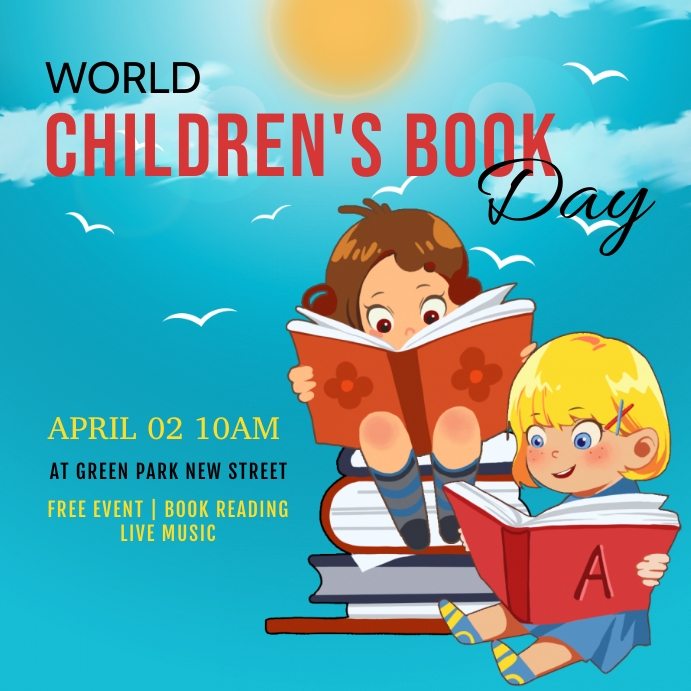 WORLD
CHILDREN'S BOOK
Day
APRIL 02 10AM
AT GREEN PARK NEW STREET
FREE EVENT | BOOK READING
LIVE MUSIC
A